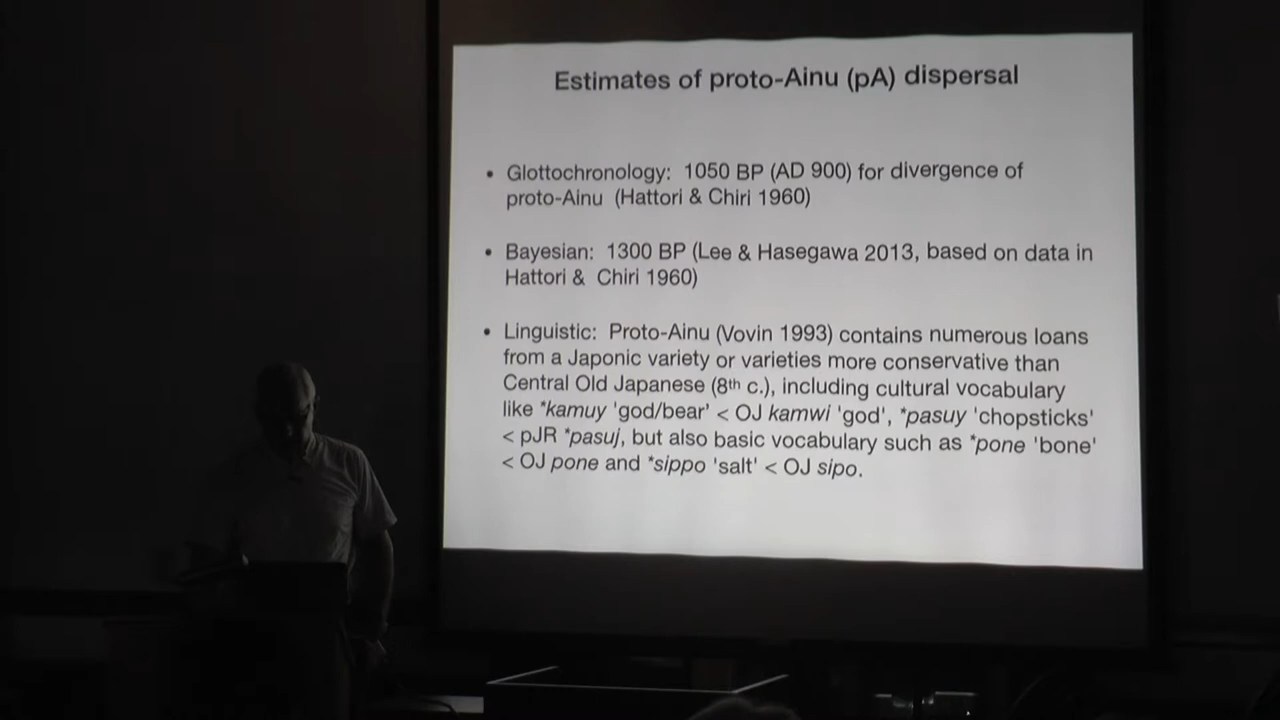 Estimates of proto-Ainu (pA) dispersal
• Glottochronology: 1050 BP (AD 900) for divergence of
proto-Ainu (Hattori & Chiri 1960)
• Bayesian: 1300 BP (Lee & Hasegawa 2013, based on data in
Hattori & Chiri 1960)
• Linguistic: Proto-Ainu (Vovin 1993) contains numerous loans
from a Japonic variety or varieties more conservative than
Central Old Japanese (8th c.), including cultural vocabulary
like *kamuy 'god/bear' < OJ kamwi 'god', *pasuy 'chopsticks'
< pJR *pasuj, but also basic vocabulary such as *pone 'bone'
< OJ pone and *sippo 'salt' < OJ sipo.